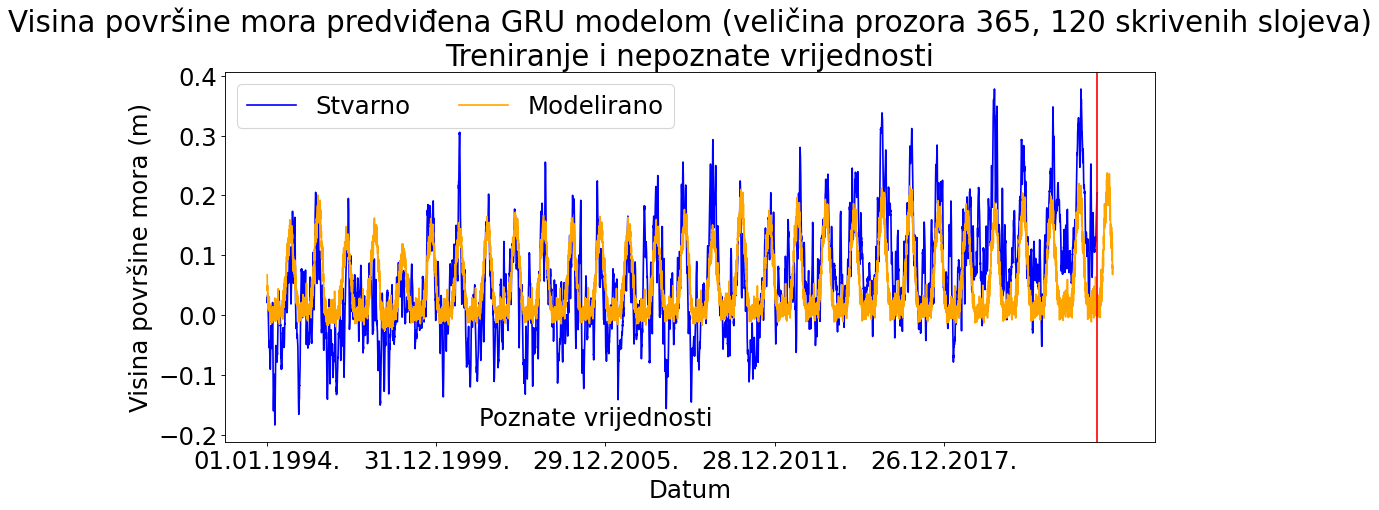 Visina površine mora predviđena GRU modelom (veličina prozora 365, 120 skrivenih slojeva)
Treniranje i nepoznate vrijednosti
Stvarno
Modelirano
Visina površine mora (m)
0.4
0.3
0.2
0.1
0.0
−0.1
−0.2
Poznate vrijednosti
01.01.1994.
31.12.1999.
29.12.2005.
28.12.2011.
26.12.2017.
Datum